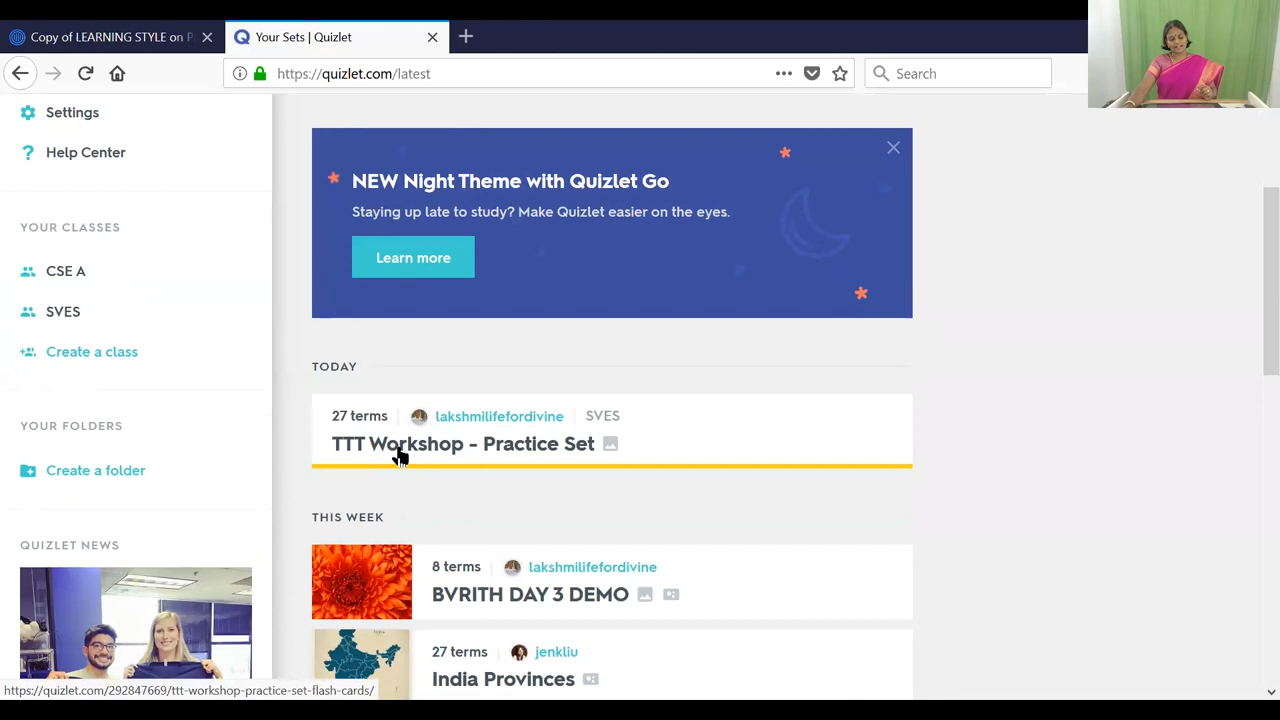 Copy of LEARNING STYLE on P
Your Sets | Quizlet
https://quizlet.com/latest
Search
Settings
Help Center
YOUR CLASSES
CSE A
SVES
Create a class
YOUR FOLDERS
Create a folder
QUIZLET NEWS
NEW Night Theme with Quizlet Go
Staying up late to study? Make Quizlet easier on the eyes.
Learn more
TODAY
27 terms lakshmilifefordivine SVES
TTT Workshop - Practice Set
THIS WEEK
8 terms lakshmilifefordivine
BVRITH DAY 3 DEMO
27 terms jenkliu
India Provinces
https://quizlet.com/292847669/ttt-workshop-practice-set-flash-cards/